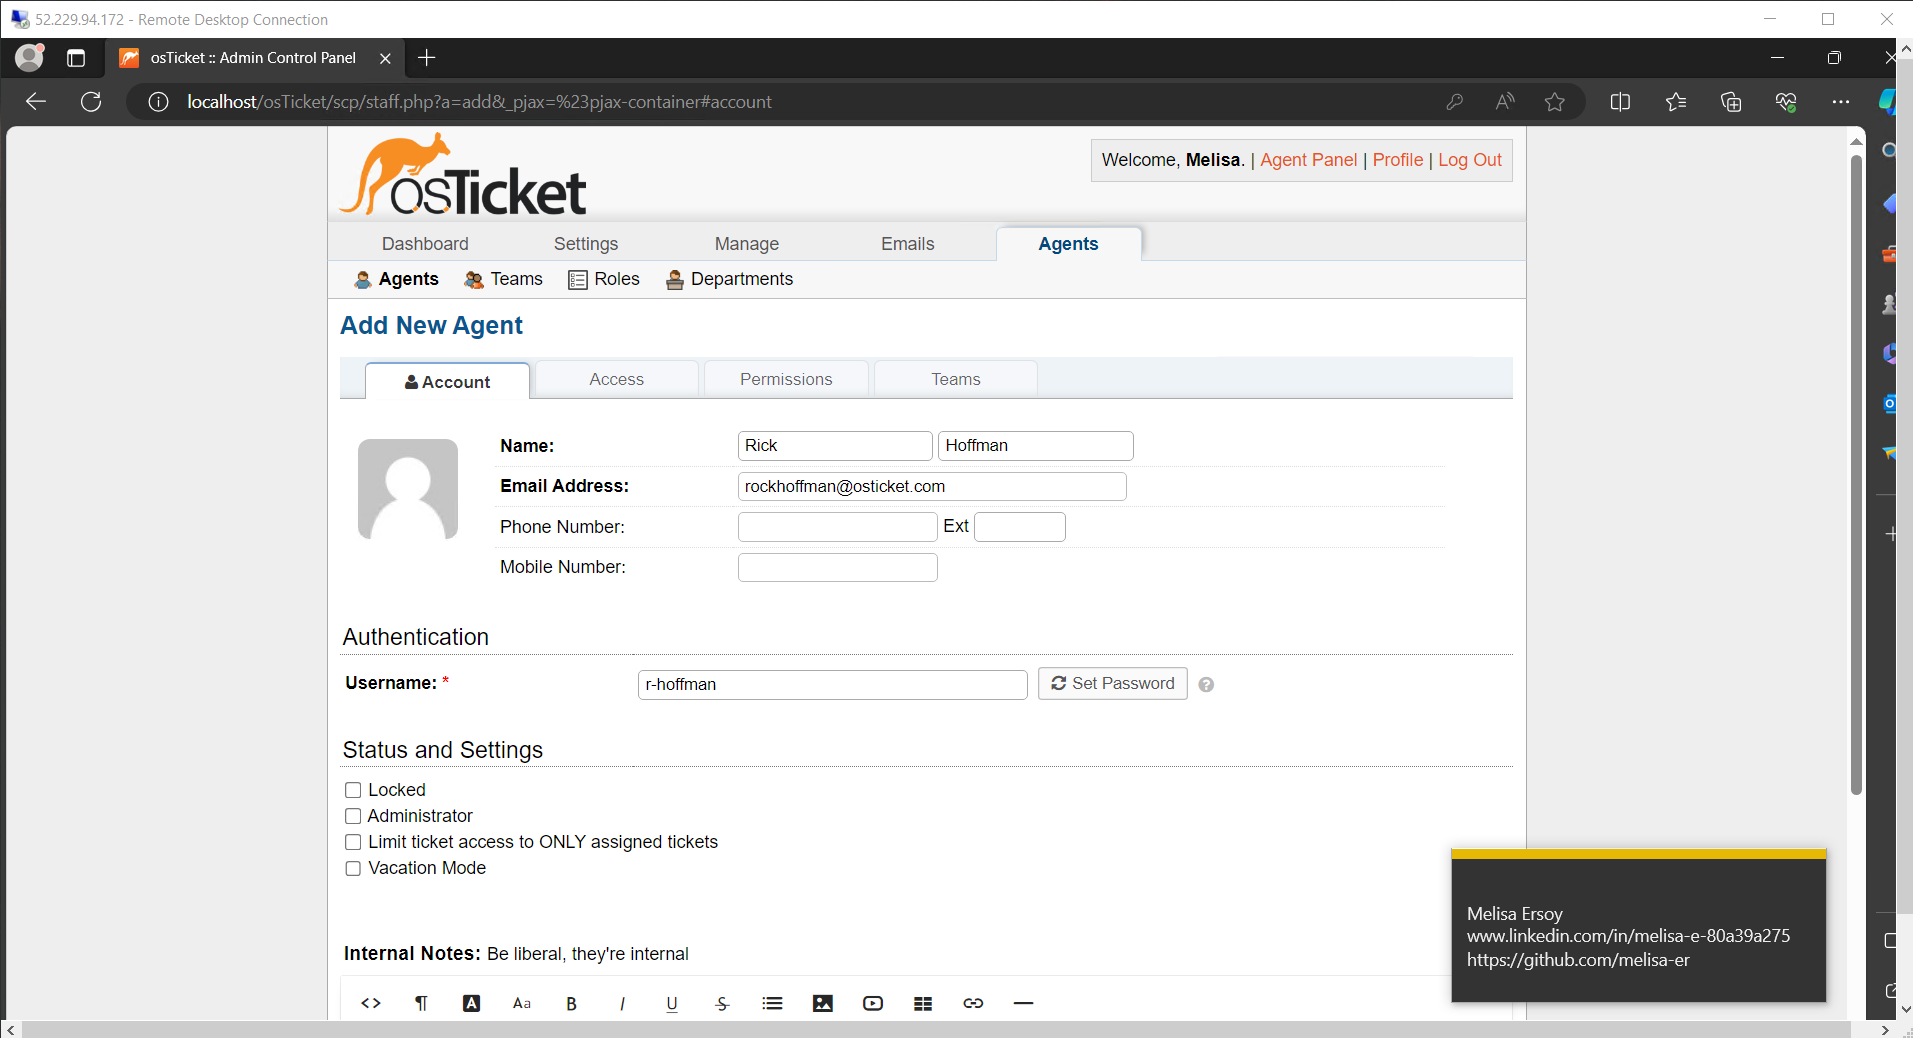 52.229.94.172 - Remote Desktop Connection
osTicket :: Admin Control Panel
localhost/osTicket/scp/staff.php?a=add&_pjax=%23pjax-container#account
osTicket
Welcome, Melisa. | Agent Panel | Profile | Log Out
Dashboard Settings Manage Emails Agents
Agents Teams Roles Departments
Add New Agent
Account Access Permissions Teams
Name: Rick Hoffman
Email Address: rockhoffman@osticket.com
Phone Number: Ext
Mobile Number:
Authentication
Username: * r-hoffman Set Password
Status and Settings
Locked
Administrator
Limit ticket access to ONLY assigned tickets
Vacation Mode
Internal Notes: Be liberal, they're internal
Melisa Ersoy
www.linkedin.com/in/melisa-e-80a39a275
https://github.com/melisa-er